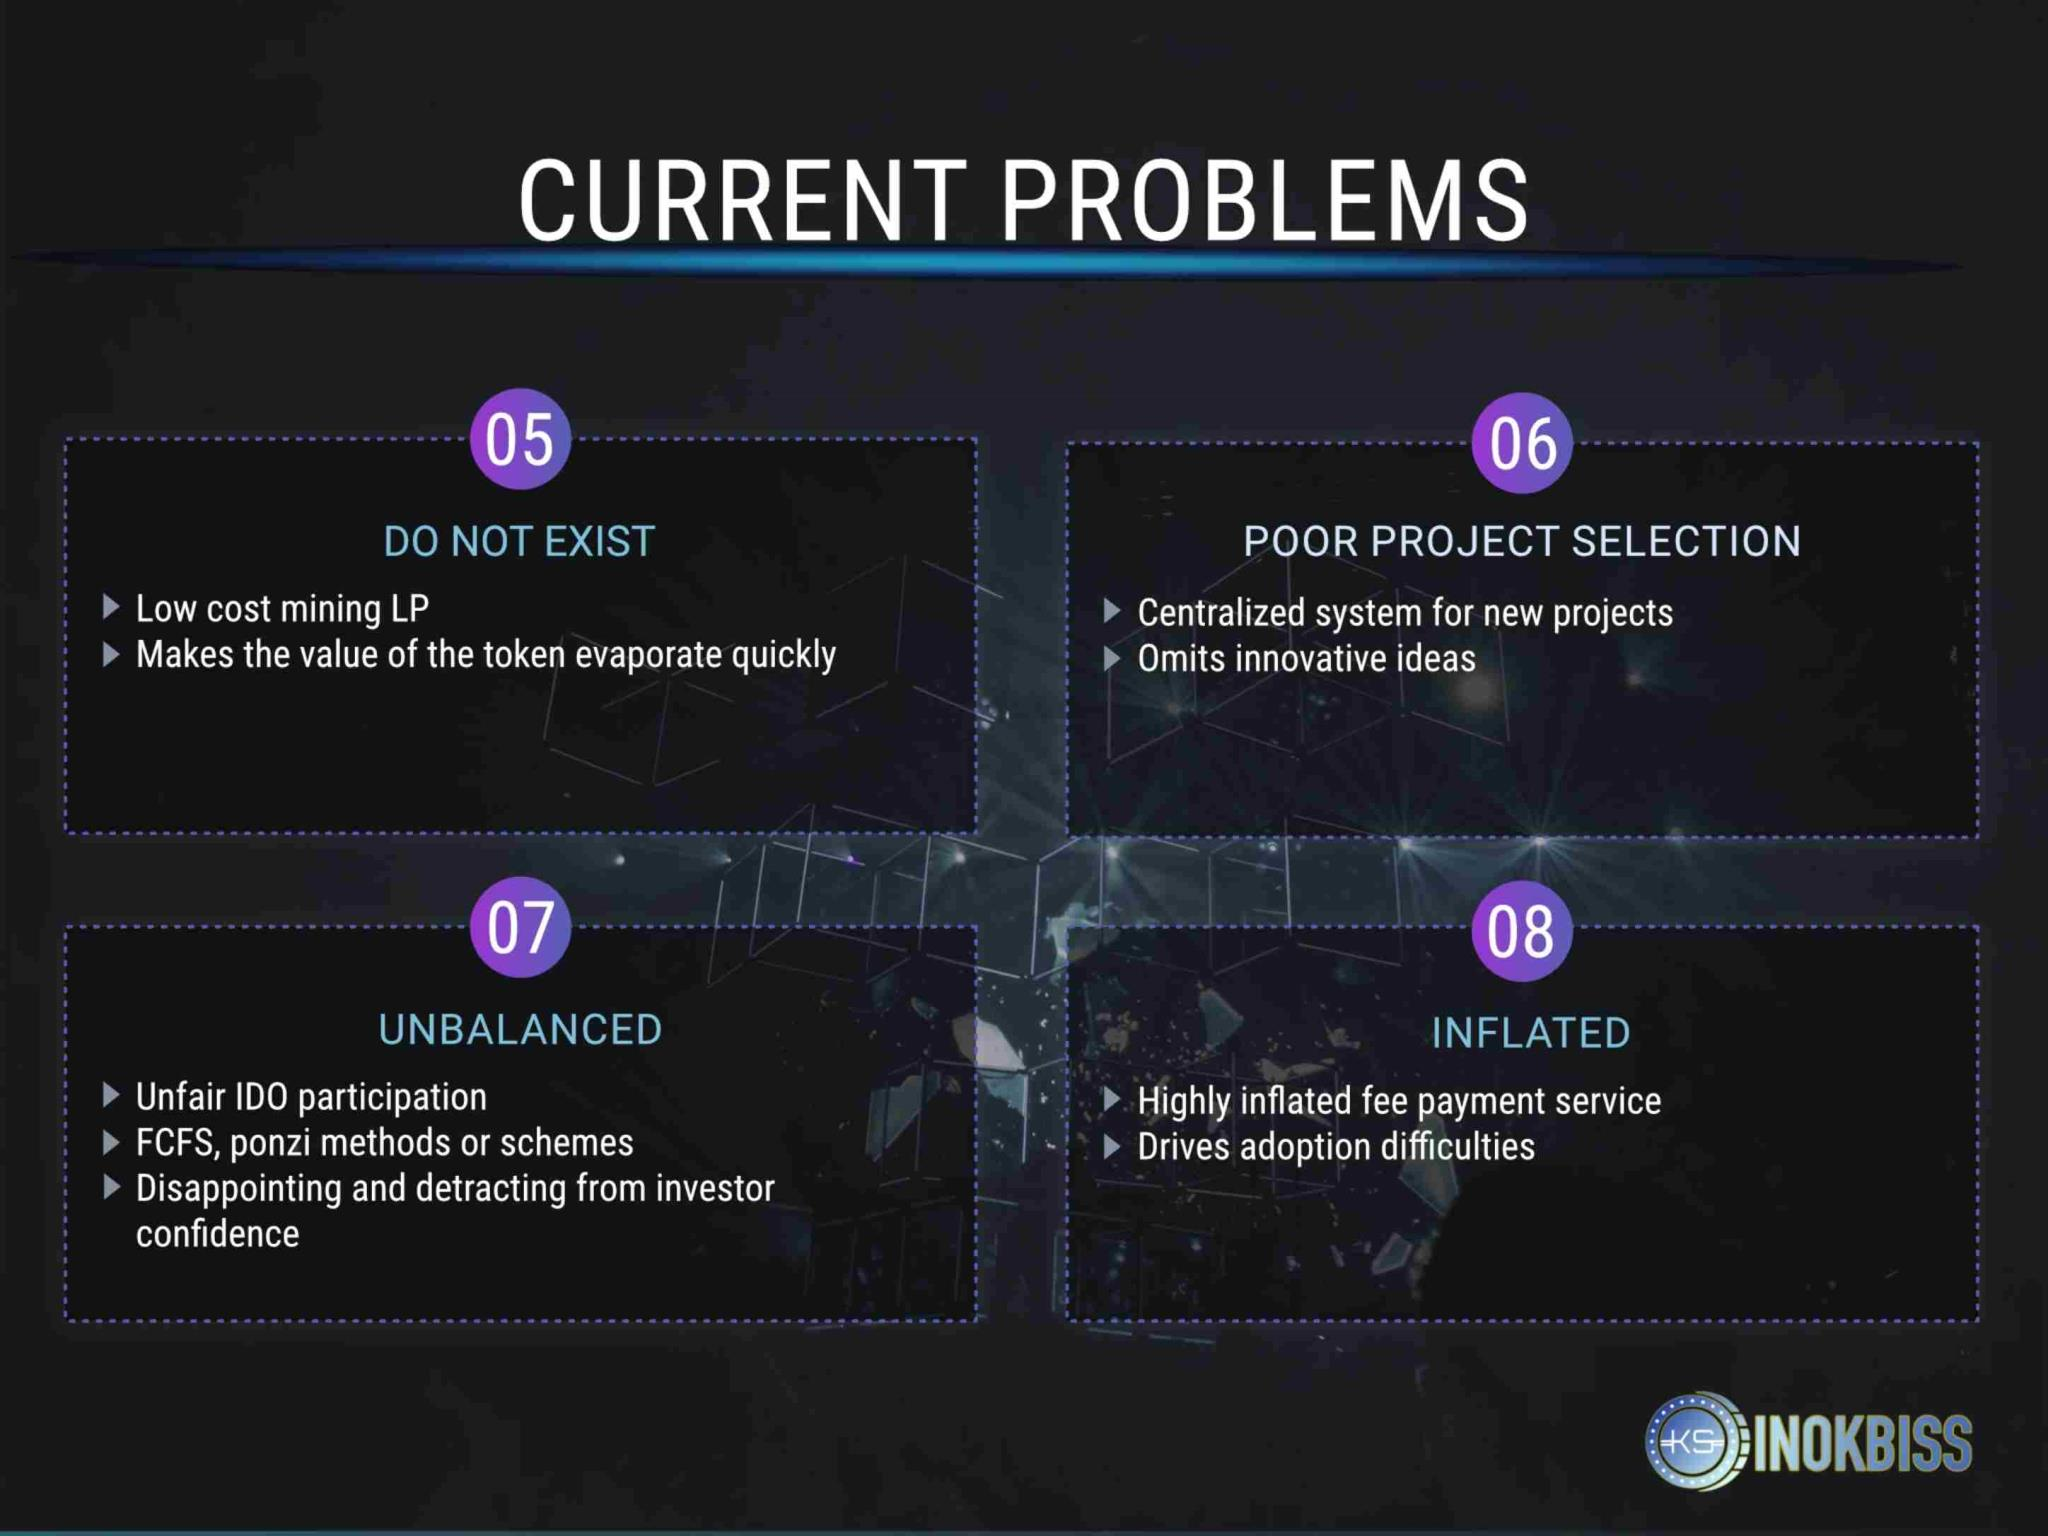 CURRENT PROBLEMS
05
DO NOT EXIST
Low cost mining LP
Makes the value of the token evaporate quickly
06
POOR PROJECT SELECTION
Centralized system for new projects
Omits innovative ideas
07
UNBALANCED
Unfair IDO participation
FCFS, ponzi methods or schemes
Disappointing and detracting from investor
confidence
08
INFLATED
Highly inflated fee payment service
Drives adoption difficulties
KS INOKBISS